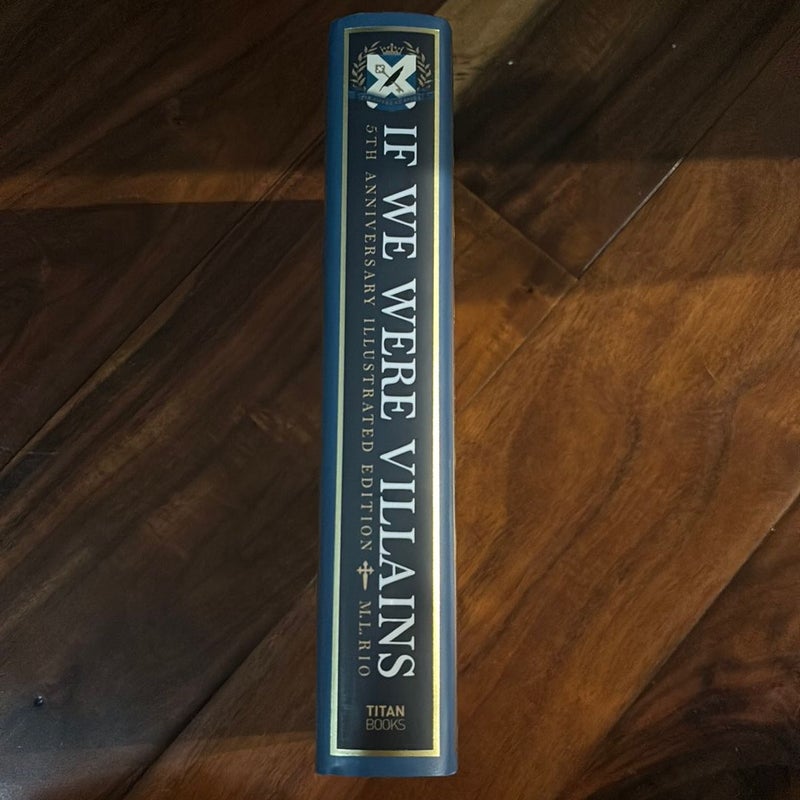 IF WE WERE VILLAINS
5TH ANNIVERSARY ILLUSTRATED EDITION M.L. RIO
TITAN
BOOKS